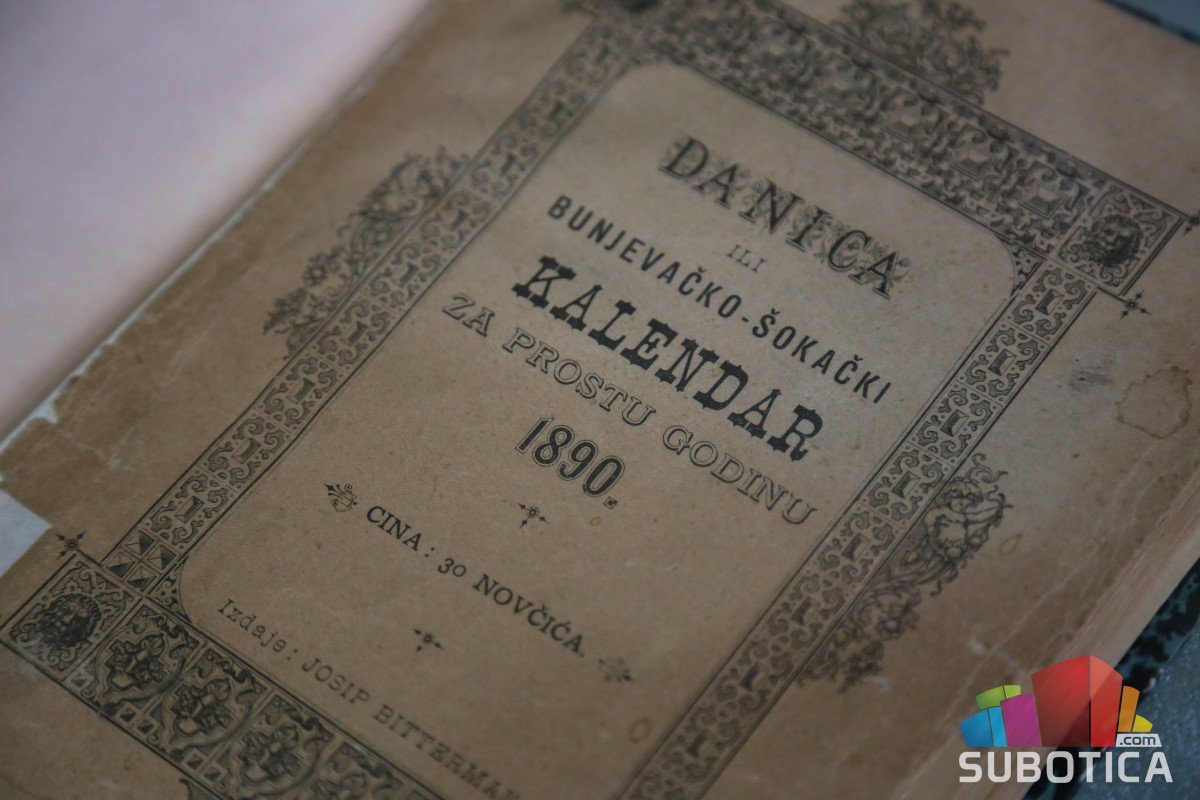 DANICA
ILI
BUNJEVAČKO-ŠOKAČKI
KALENDAR
ZA PROSTU GODINU
1890.
CINA: 30 NOVČIĆA.
Izdaje: JOSIP
.com
SUBOTICA